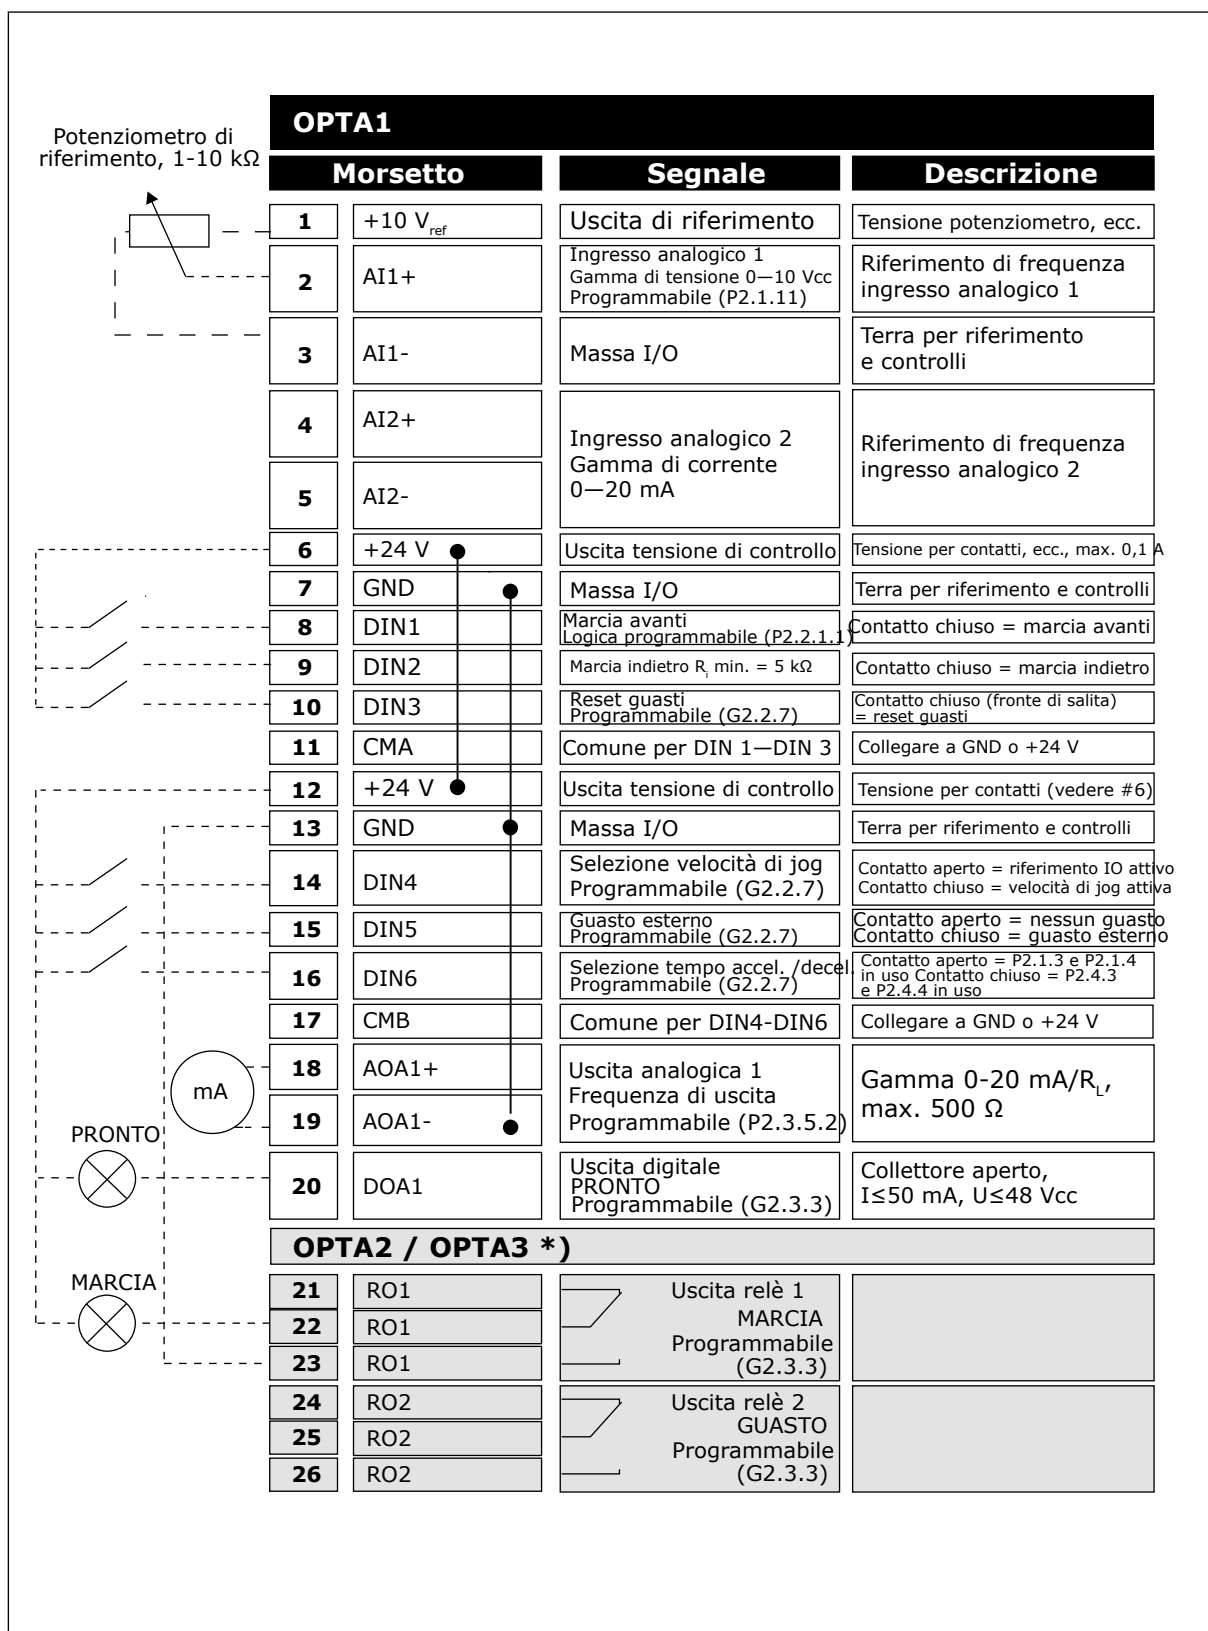 Potenziometro di
riferimento, 1-10 kΩ
OPTA1
Morsetto Segnale Descrizione
1 +10 Vref Uscita di riferimento Tensione potenziometro, ecc.
2 AI1+
Ingresso analogico 1
Gamma di tensione 0—10 Vcc
Programmabile (P2.1.11)
Riferimento di frequenza
ingresso analogico 1
3 AI1- Massa I/O
Terra per riferimento
e controlli
4 AI2+
5 AI2-
Ingresso analogico 2
Gamma di corrente
0—20 mA
Riferimento di frequenza
ingresso analogico 2
6 +24 V Uscita tensione di controllo Tensione per contatti, ecc., max. 0,1 A
7 GND Massa I/O Terra per riferimento e controlli
8 DIN1
Marcia avanti
Logica programmabile (P2.2.1.1)
Contatto chiuso = marcia avanti
9 DIN2 Marcia indietro Ri min. = 5 kΩ Contatto chiuso = marcia indietro
10 DIN3
Reset guasti
Programmabile (G2.2.7)
Contatto chiuso (fronte di salita)
= reset guasti
11 CMA Comune per DIN 1—DIN 3 Collegare a GND o +24 V
12 +24 V Uscita tensione di controllo Tensione per contatti (vedere #6)
13 GND Massa I/O Terra per riferimento e controlli
14 DIN4
Selezione velocità di jog
Programmabile (G2.2.7)
Contatto aperto = riferimento IO attivo
Contatto chiuso = velocità di jog attiva
15 DIN5
Guasto esterno
Programmabile (G2.2.7)
Contatto aperto = nessun guasto
Contatto chiuso = guasto esterno
16 DIN6
Selezione tempo accel. /decel.
Programmabile (G2.2.7)
Contatto aperto = P2.1.3 e P2.1.4
in uso Contatto chiuso = P2.4.3
e P2.4.4 in uso
17 CMB Comune per DIN4-DIN6 Collegare a GND o +24 V
mA
18 AOA1+
19 AOA1-
Uscita analogica 1
Frequenza di uscita
Programmabile (P2.3.5.2)
Gamma 0-20 mA/RL,
max. 500 Ω
PRONTO
20 DOA1
Uscita digitale
PRONTO
Programmabile (G2.3.3)
Collettore aperto,
I≤50 mA, U≤48 Vcc
OPTA2 / OPTA3 *)
MARCIA
21 RO1
22 RO1
23 RO1
Uscita relè 1
MARCIA
Programmabile
(G2.3.3)
24 RO2
25 RO2
26 RO2
Uscita relè 2
GUASTO
Programmabile
(G2.3.3)